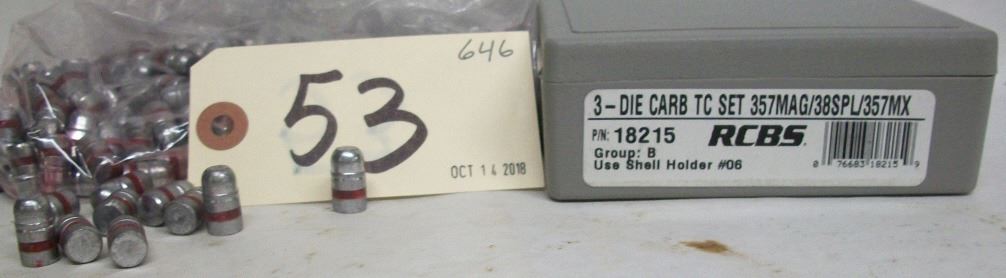 646
53
OCT 14 2018
3-DIE CARB TC SET 357MAG/38SPL/357MX
P/N: 18215 RCBS.
Group: B
Use Shell Holder #06
0 76683 18215 9